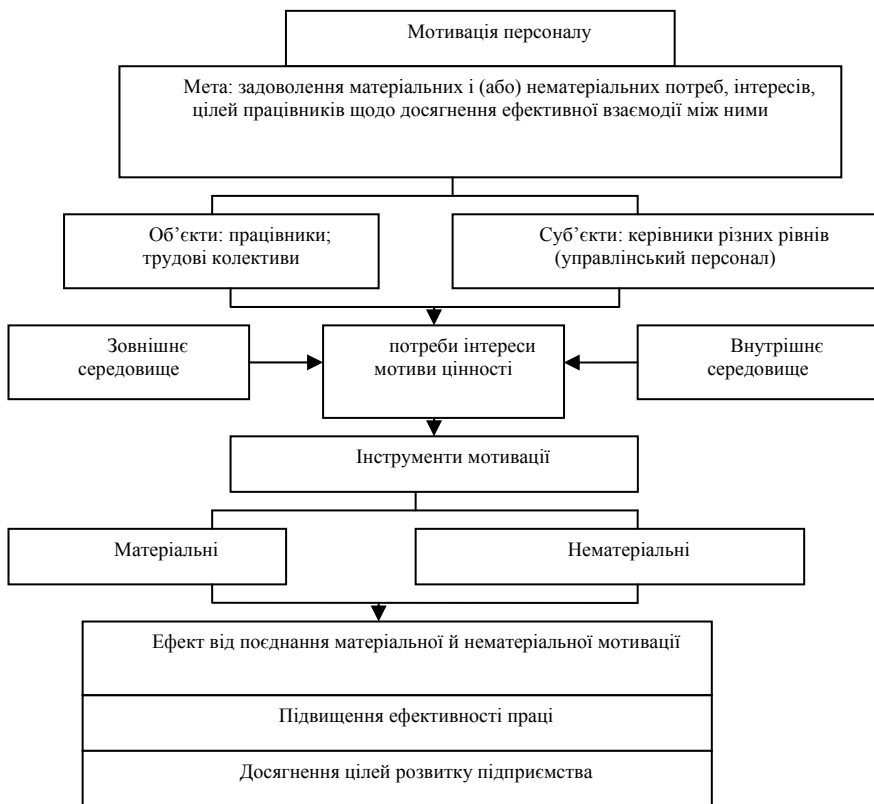 Мотивація персоналу
Мета: задоволення матеріальних і (або) нематеріальних потреб, інтересів,
цілей працівників щодо досягнення ефективної взаємодії між ними
Об’єкти: працівники;
трудові колективи
Суб’єкти: керівники різних рівнів
(управлінський персонал)
Зовнішнє
середовище
потреби інтереси
мотиви цінності
Внутрішнє
середовище
Інструменти мотивації
Матеріальні
Нематеріальні
Ефект від поєднання матеріальної й нематеріальної мотивації
Підвищення ефективності праці
Досягнення цілей розвитку підприємства